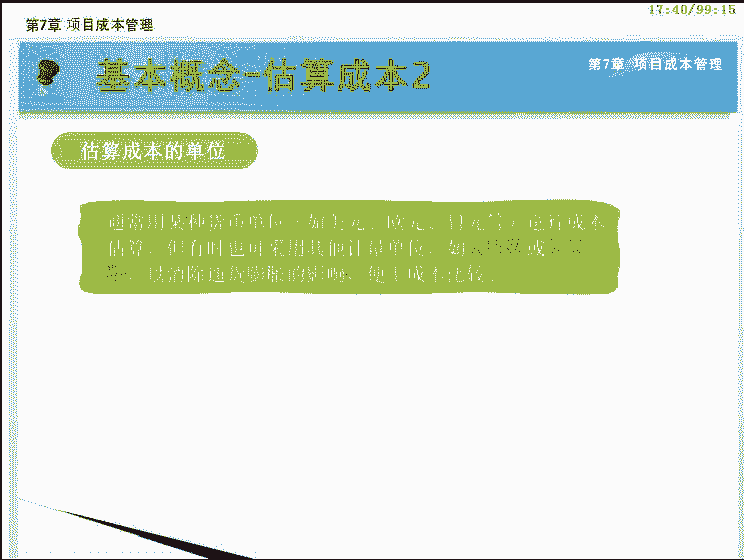 17:40/99:15
第7章 项目成本管理
第7章 项目成本管理
基本概念-估算成本2
估算成本的单位
通常用某种货币单位（如美元、欧元、日元等）进行成本
估算，但有时也可采用其他计量单位，如人时数或人天
数，以消除通货膨胀的影响，便于成本比较。